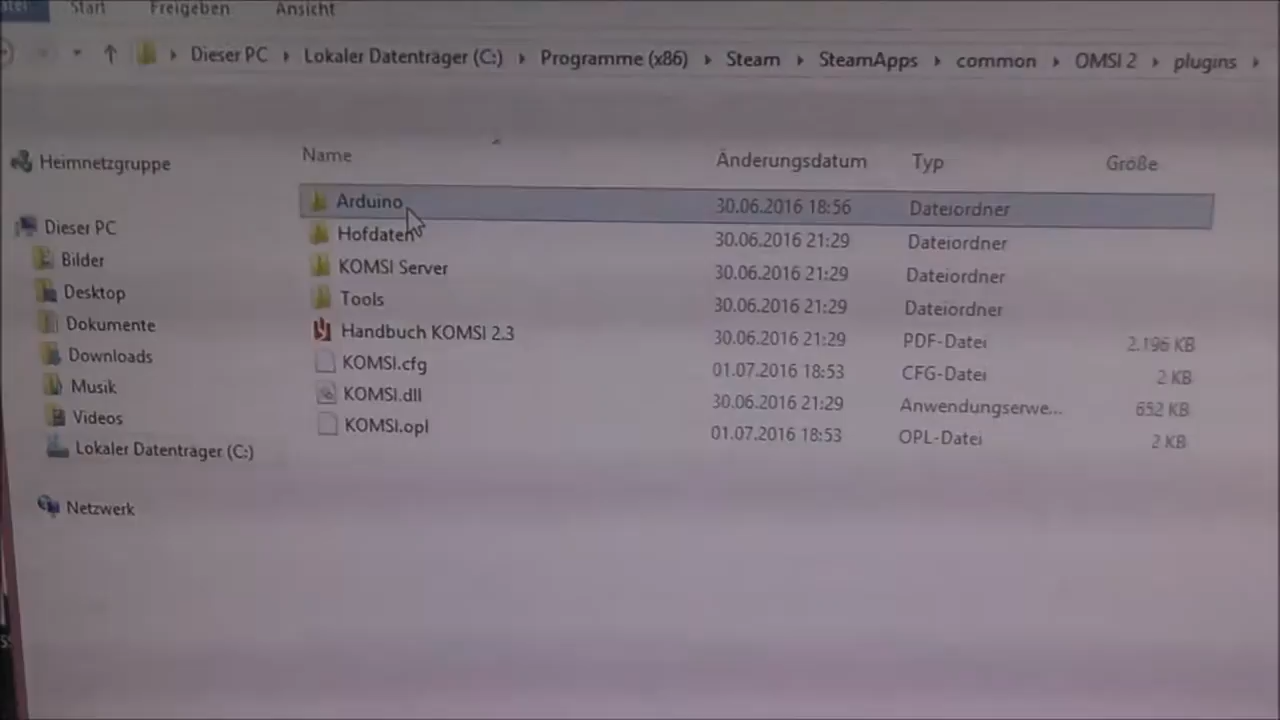 Start Freigeben Ansicht
Dieser PC Lokaler Datenträger (C:) Programme (x86) Steam SteamApps common OMSI 2 plugins
Name Änderungsdatum Typ Größe
Heimnetzgruppe
Dieser PC
Bilder
Desktop
Dokumente
Downloads
Musik
Videos
Lokaler Datenträger (C:)
Netzwerk
Arduino 30.06.2016 18:56 Dateiordner
Hofdaten 30.06.2016 21:29 Dateiordner
KOMSI Server 30.06.2016 21:29 Dateiordner
Tools 30.06.2016 21:29 Dateiordner
Handbuch KOMSI 2.3 30.06.2016 21:29 PDF-Datei 2.196 KB
KOMSI.cfg 01.07.2016 18:53 CFG-Datei 2 KB
KOMSI.dll 30.06.2016 21:29 Anwendungserwe... 652 KB
KOMSI.opl 01.07.2016 18:53 OPL-Datei 2 KB